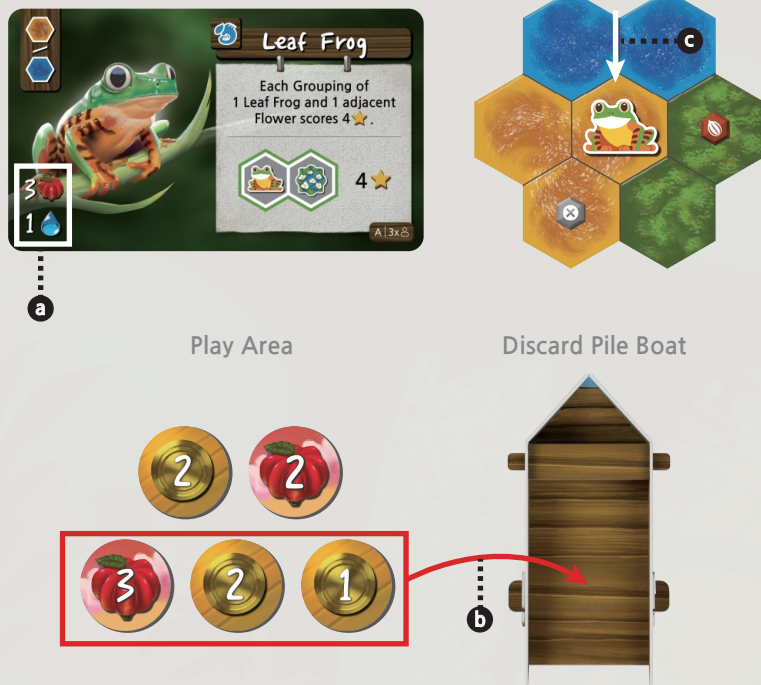 Leaf Frog
Each Grouping of
1 Leaf Frog and 1 adjacent
Flower scores 4 .
4
3
1
A | 3x
a
c
Play Area
Discard Pile Boat
2
2
3
2
1
b